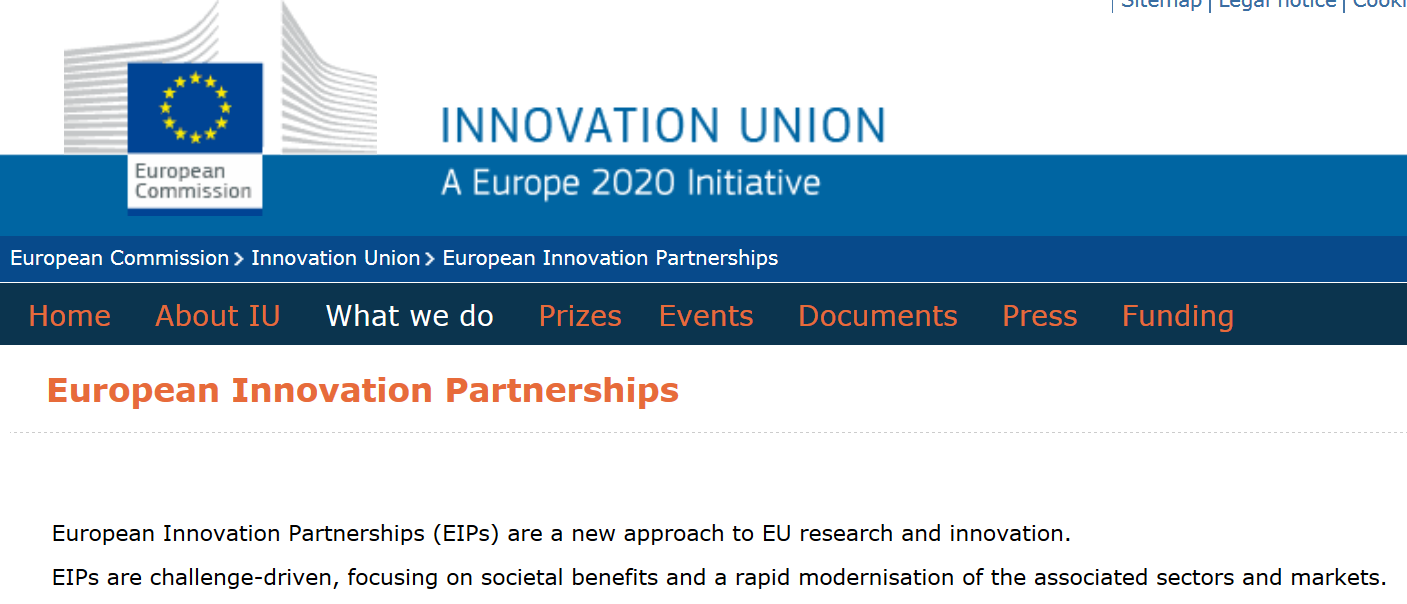 Sitemap | Legal notice |
INNOVATION UNION
European
Commission
A Europe 2020 Initiative
European Commission > Innovation Union > European Innovation Partnerships
Home About IU What we do Prizes Events Documents Press Funding
European Innovation Partnerships
European Innovation Partnerships (EIPs) are a new approach to EU research and innovation.
EIPs are challenge-driven, focusing on societal benefits and a rapid modernisation of the associated sectors and markets.